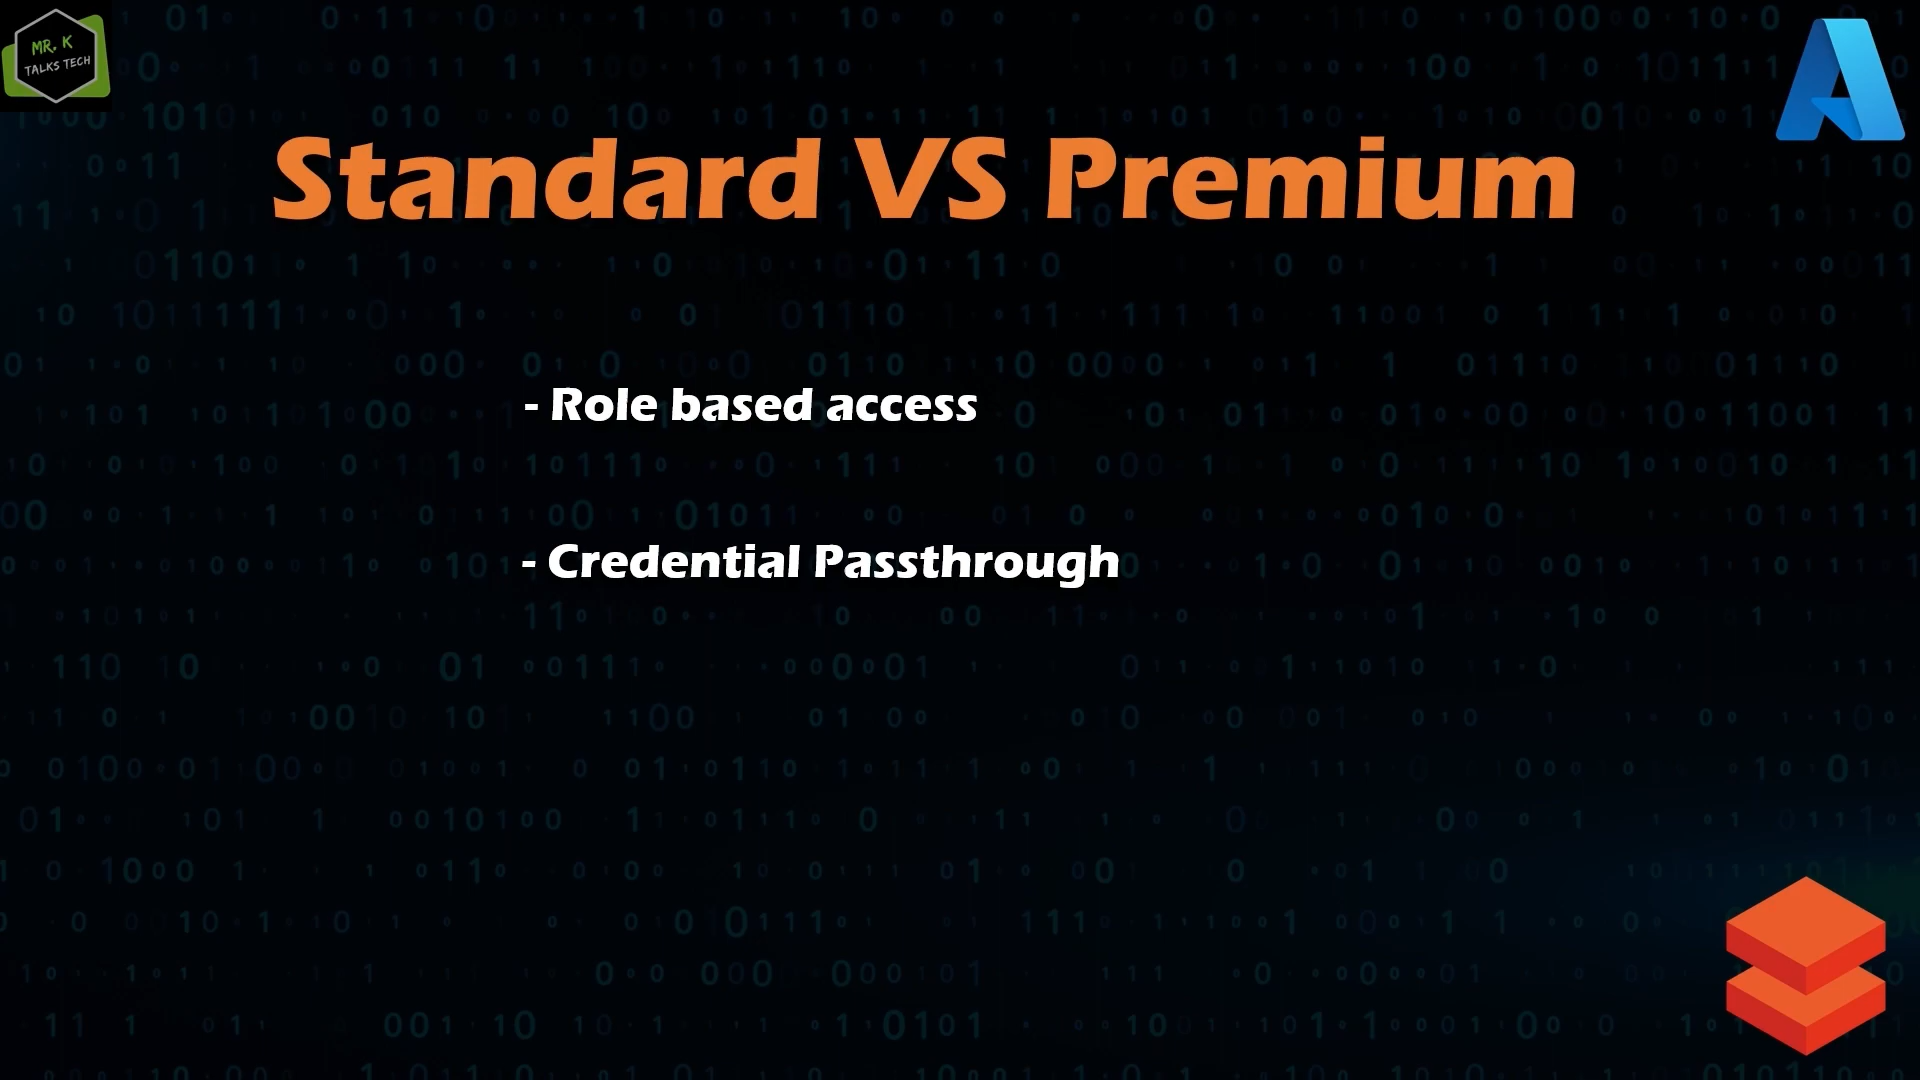 MR. K
TALKS TECH
Standard VS Premium
- Role based access
- Credential Passthrough